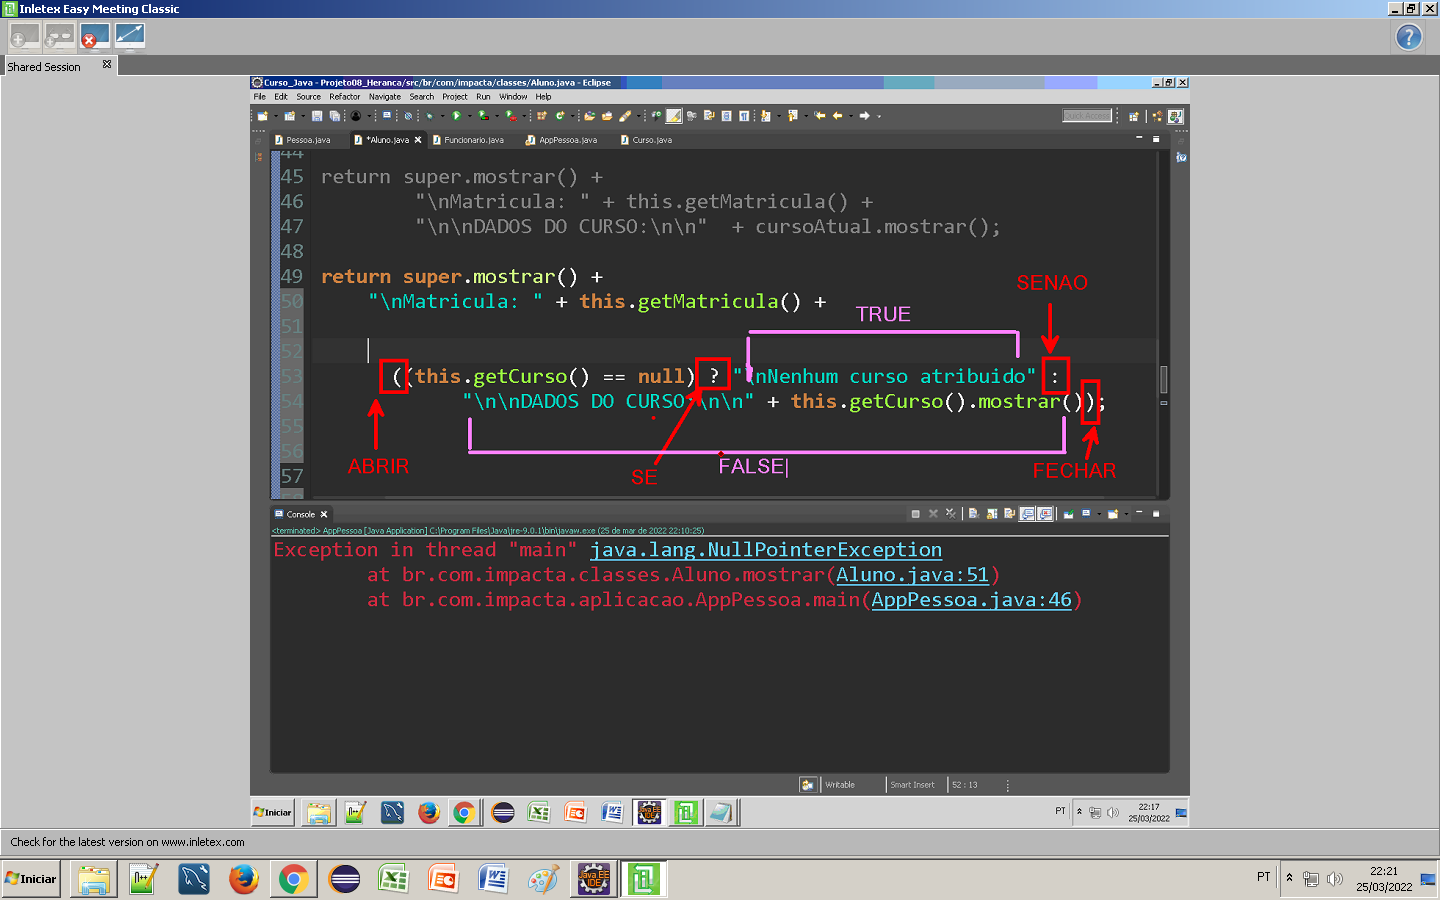 Inletex Easy Meeting Classic
Shared Session
Curso_Java - Projeto08_Heranca/src/br/com/impacta/classes/Aluno.java - Eclipse
File Edit Source Refactor Navigate Search Project Run Window Help
Quick Access
Pessoa.java *Aluno.java Funcionario.java AppPessoa.java Curso.java
44
45 return super.mostrar() +
46 "\nMatricula: " + this.getMatricula() +
47 "\n\nDADOS DO CURSO:\n\n" + cursoAtual.mostrar();
48
49 return super.mostrar() +
SENAO
50 "\nMatricula: " + this.getMatricula() +
TRUE
51
52
53 ((this.getCurso() == null) ? "\nNenhum curso atribuido" :
54 "\n\nDADOS DO CURSO:\n\n" + this.getCurso().mostrar());
55
56
ABRIR SE FALSE FECHAR
57
Console
<terminated> AppPessoa [Java Application] C:\Program Files\Java\jre-9.0.1\bin\javaw.exe (25 de mar de 2022 22:10:25)
Exception in thread "main" java.lang.NullPointerException
at br.com.impacta.classes.Aluno.mostrar(Aluno.java:51)
at br.com.impacta.aplicacao.AppPessoa.main(AppPessoa.java:46)
Writable Smart Insert 52 : 13
Iniciar PT 22:17
25/03/2022
Check for the latest version on www.inletex.com
Iniciar Java EE IDE PT 22:21
25/03/2022